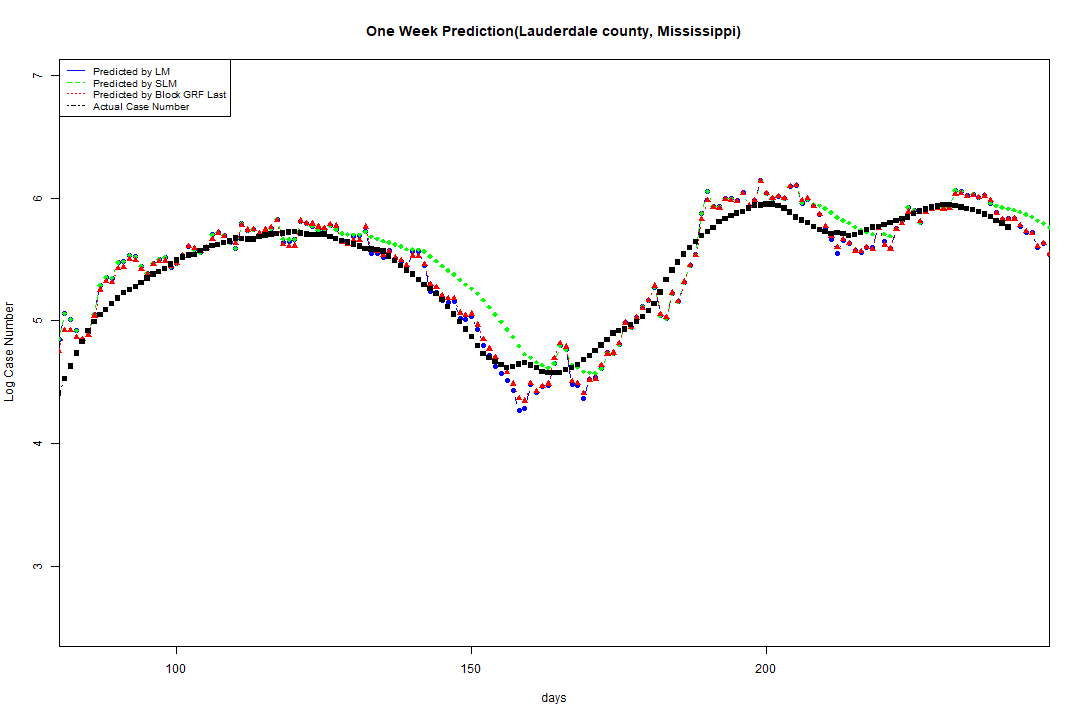 One Week Prediction(Lauderdale county, Mississippi)
Predicted by LM
Predicted by SLM
Predicted by Block GRF Last
Actual Case Number
7
6
5
4
3
Log Case Number
100 150 200
days